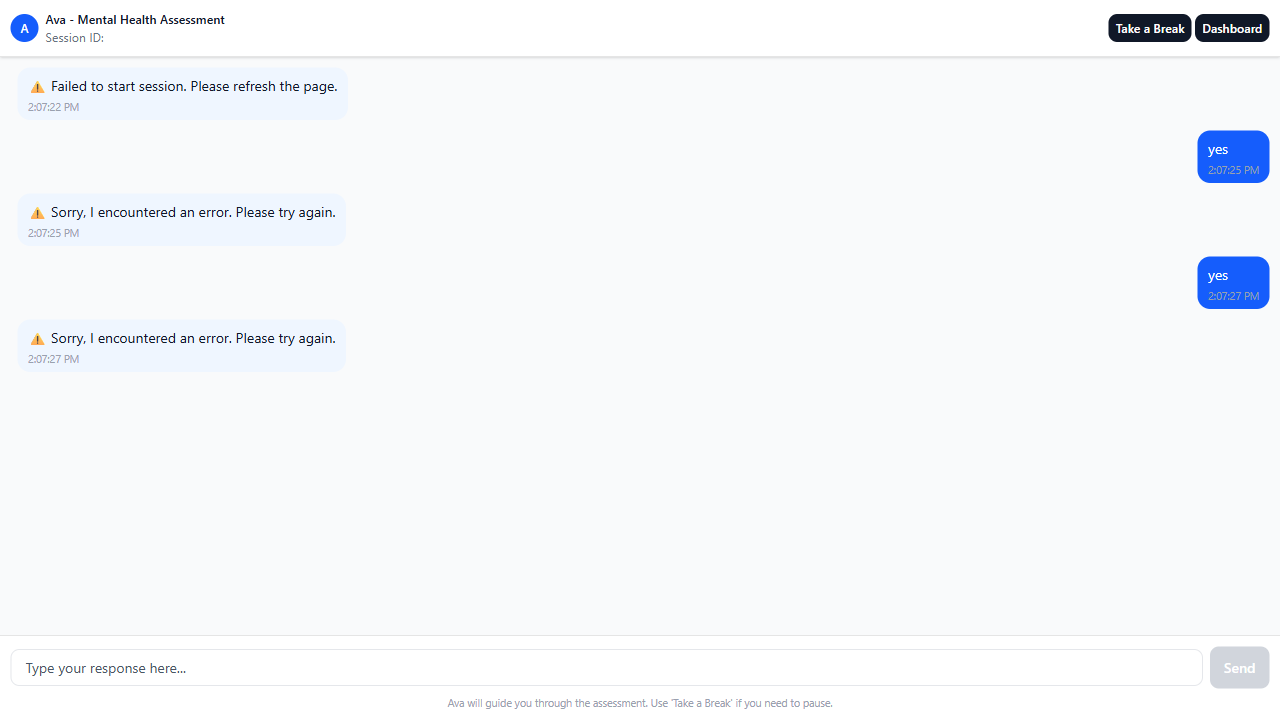 A
Ava - Mental Health Assessment
Session ID:
Take a Break
Dashboard
⚠️ Failed to start session. Please refresh the page.
2:07:22 PM
yes
2:07:25 PM
⚠️ Sorry, I encountered an error. Please try again.
2:07:25 PM
yes
2:07:27 PM
⚠️ Sorry, I encountered an error. Please try again.
2:07:27 PM
Type your response here...
Send
Ava will guide you through the assessment. Use 'Take a Break' if you need to pause.